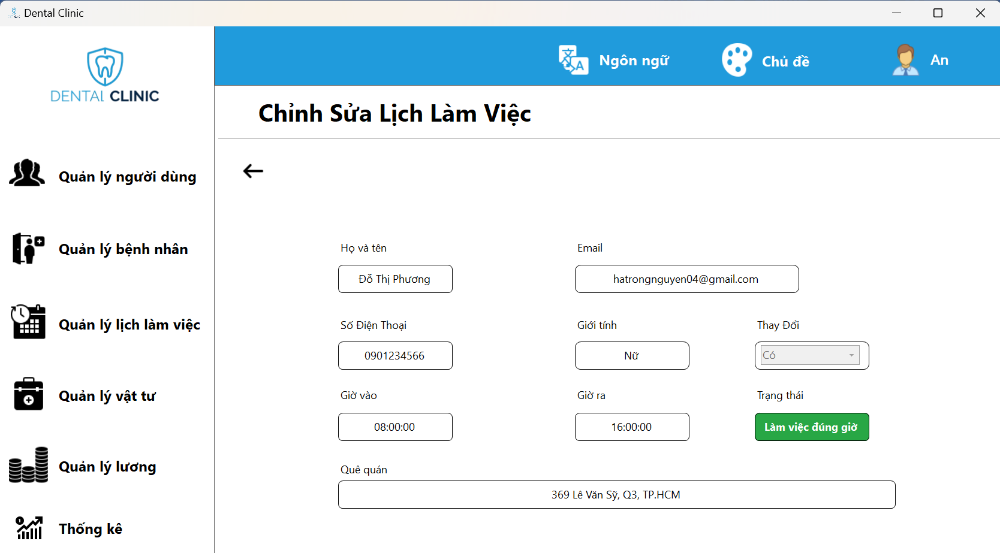 Dental Clinic
DENTAL CLINIC
Ngôn ngữ
Chủ đề
An
Chỉnh Sửa Lịch Làm Việc
Quản lý người dùng
Quản lý bệnh nhân
Quản lý lịch làm việc
Quản lý vật tư
Quản lý lương
Thống kê
Họ và tên
Email
Đỗ Thị Phương
hatrongnguyen04@gmail.com
Số Điện Thoại
Giới tính
Thay Đổi
0901234566
Nữ
Có
Giờ vào
Giờ ra
Trạng thái
08:00:00
16:00:00
Làm việc đúng giờ
Quê quán
369 Lê Văn Sỹ, Q3, TP.HCM